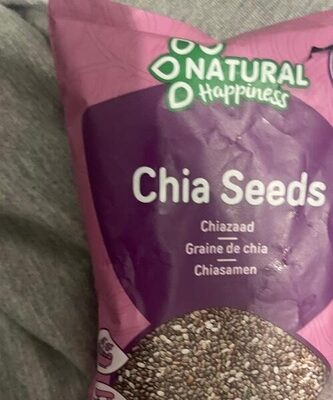 NATURAL
Happiness
Chia Seeds
Chiazaad
Graine de chia
Chiasamen